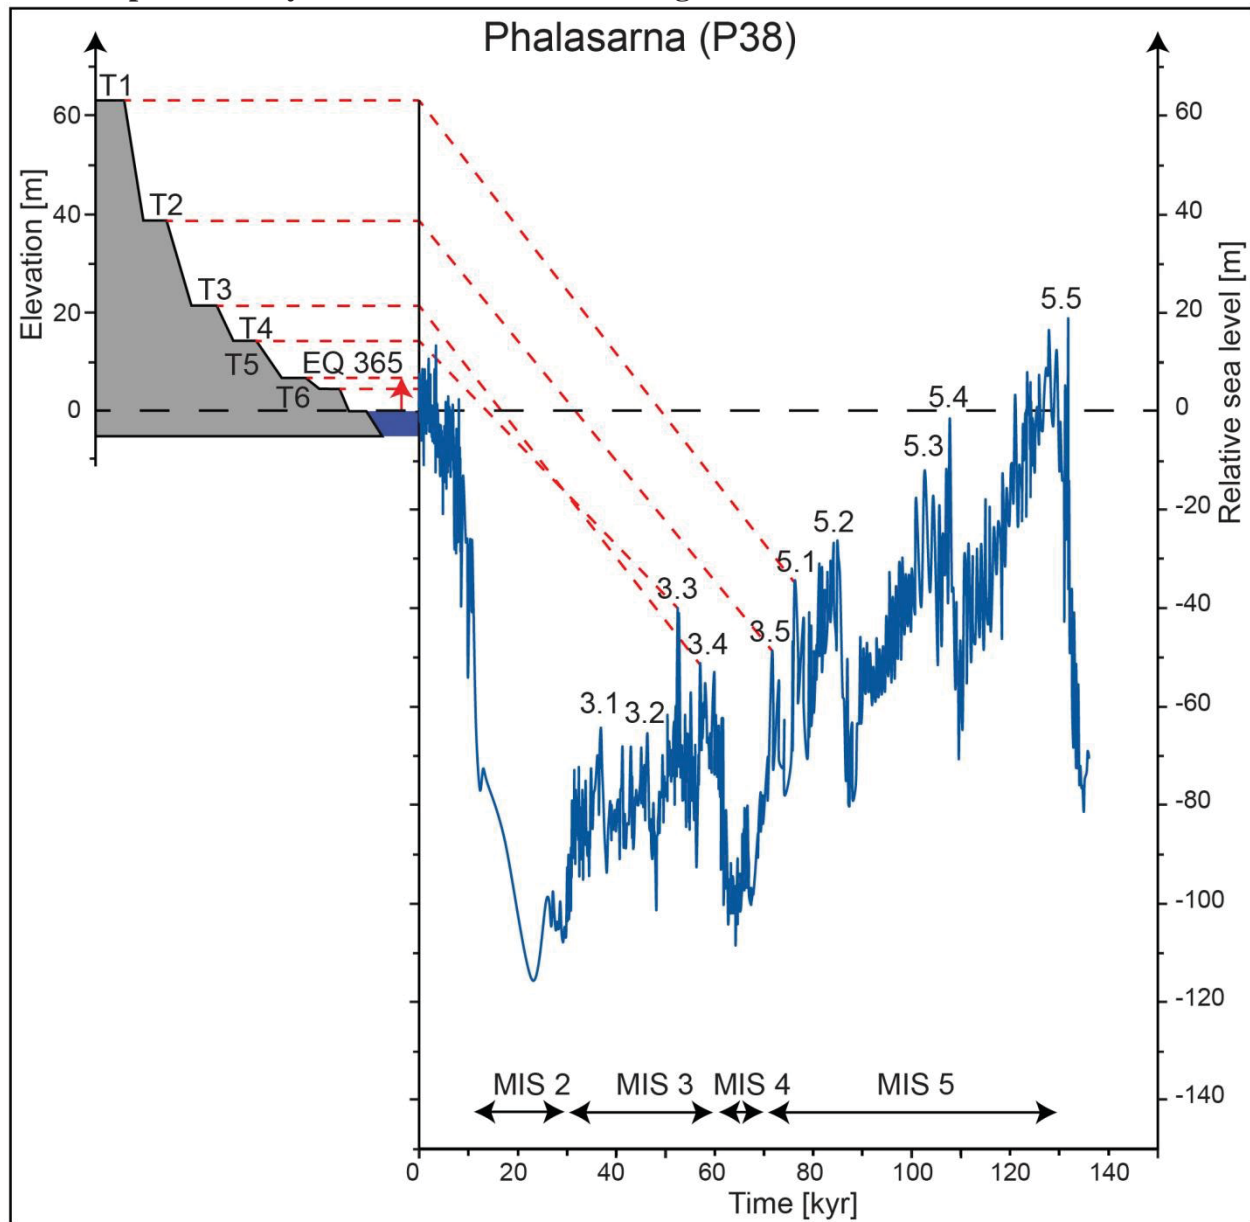 Phalasarna (P38)
T1
T2
T3
T4
T5
EQ 365
T6
Elevation [m]
60
40
20
0
60
40
20
0
-20
-40
-60
-80
-100
-120
-140
Relative sea level [m]
5.5
5.4
5.3
5.2
5.1
3.3
3.4
3.5
3.1
3.2
MIS 2
MIS 3
MIS 4
MIS 5
0 20 40 60 80 100 120 140
Time [kyr]